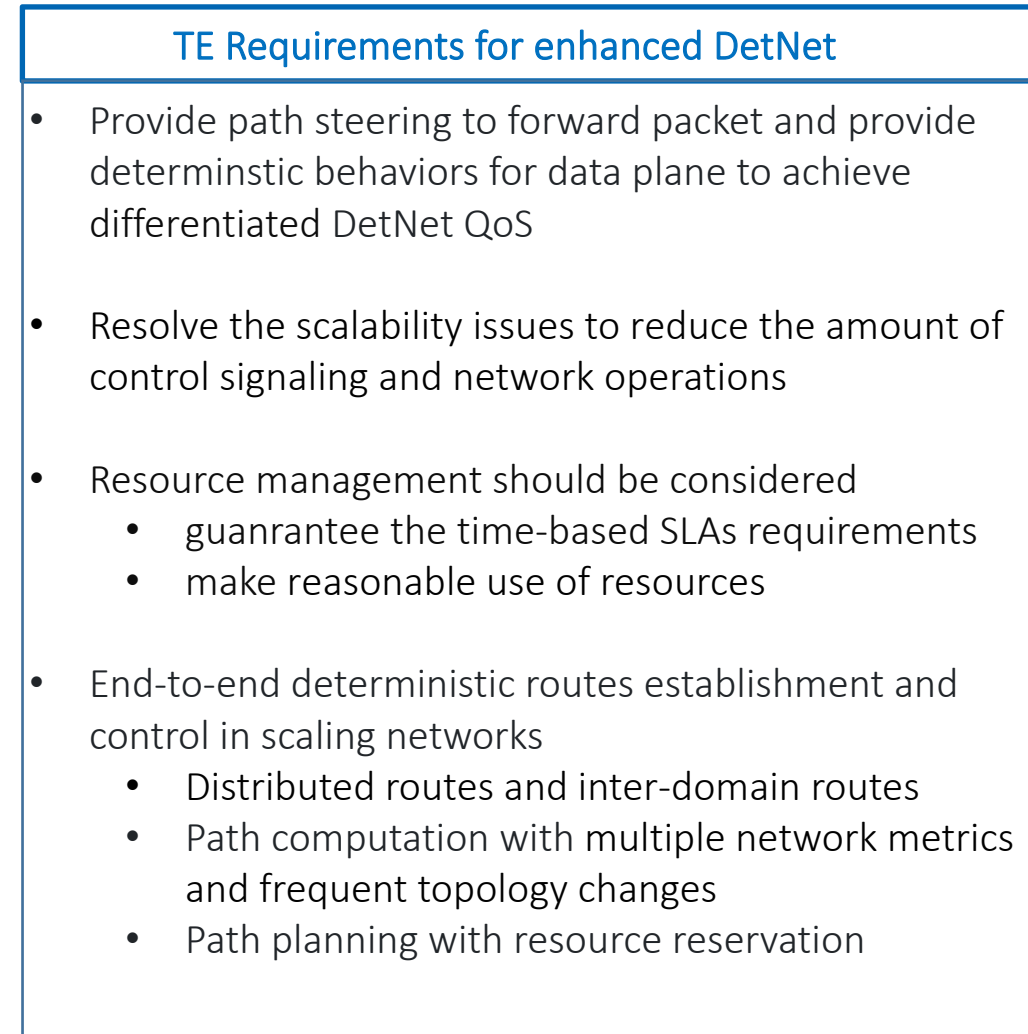 TE Requirements for enhanced DetNet
• Provide path steering to forward packet and provide
determinstic behaviors for data plane to achieve
differentiated DetNet QoS
• Resolve the scalability issues to reduce the amount of
control signaling and network operations
• Resource management should be considered
• guanrantee the time-based SLAs requirements
• make reasonable use of resources
• End-to-end deterministic routes establishment and
control in scaling networks
• Distributed routes and inter-domain routes
• Path computation with multiple network metrics
and frequent topology changes
• Path planning with resource reservation